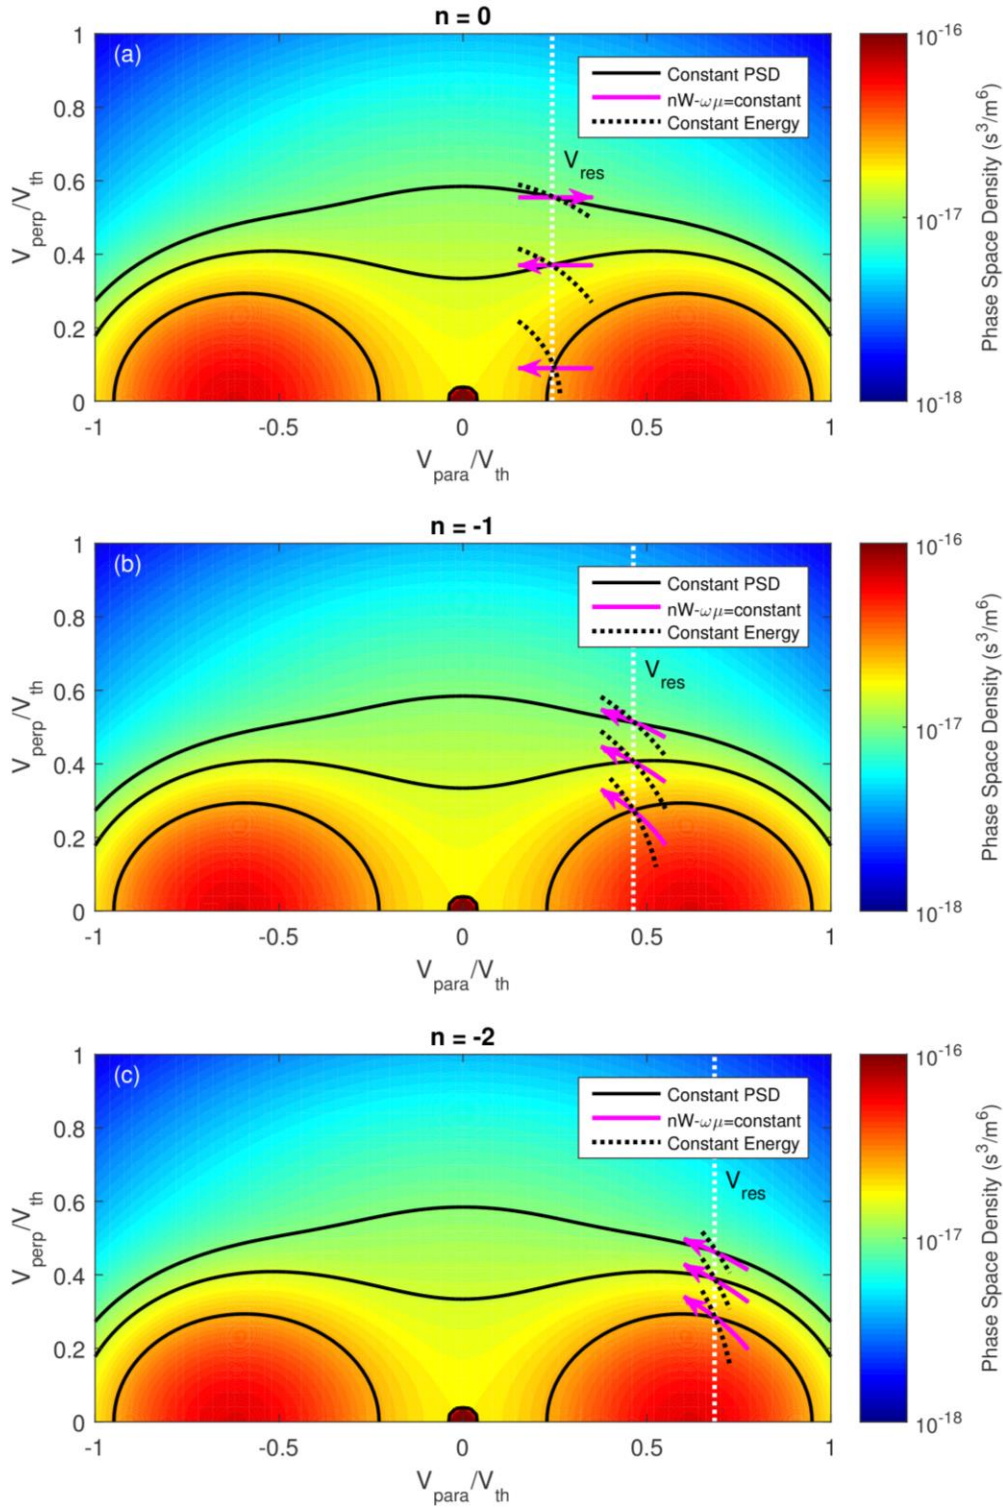 n = 0
(a)
Constant PSD
nW-ωμ=constant
Constant Energy
V_res
1
0.8
0.6
0.4
0.2
0
V_perp/V_th
-1 -0.5 0 0.5 1
V_para/V_th
10^-16
10^-17
10^-18
Phase Space Density (s^3/m^6)
n = -1
(b)
Constant PSD
nW-ωμ=constant
Constant Energy
V_res
1
0.8
0.6
0.4
0.2
0
V_perp/V_th
-1 -0.5 0 0.5 1
V_para/V_th
10^-16
10^-17
10^-18
Phase Space Density (s^3/m^6)
n = -2
(c)
Constant PSD
nW-ωμ=constant
Constant Energy
V_res
1
0.8
0.6
0.4
0.2
0
V_perp/V_th
-1 -0.5 0 0.5 1
V_para/V_th
10^-16
10^-17
10^-18
Phase Space Density (s^3/m^6)